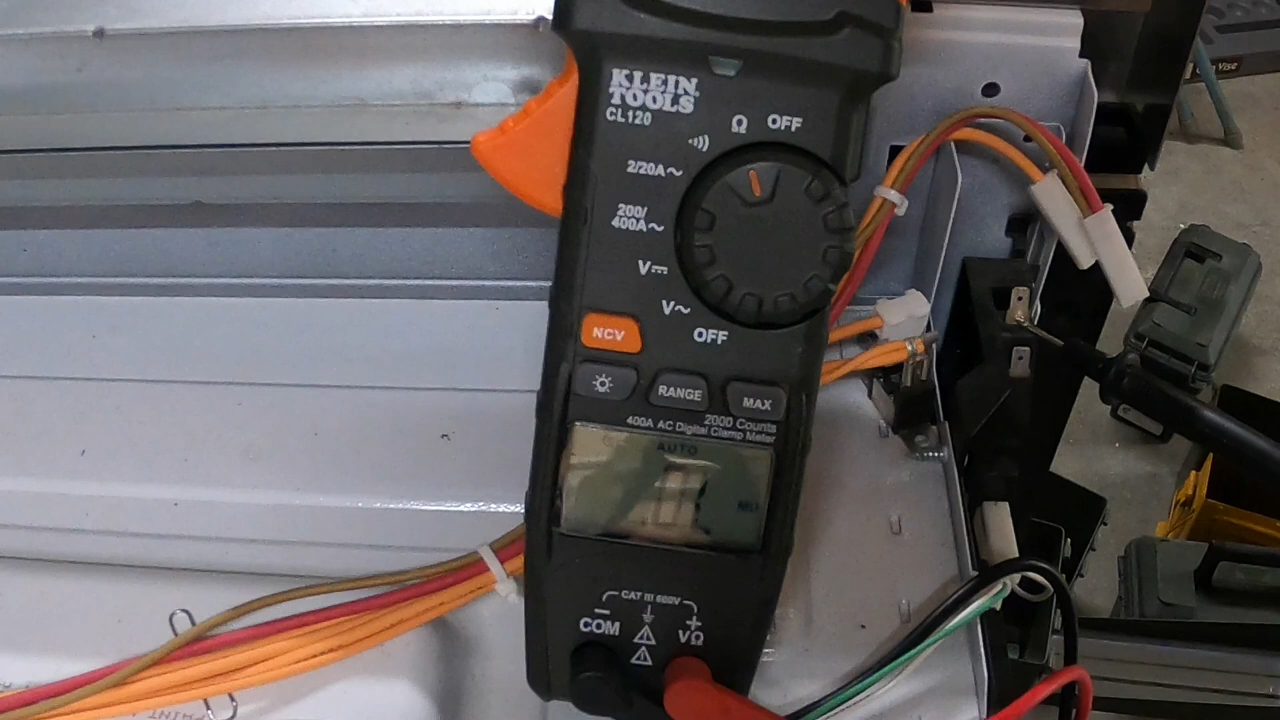 KLEIN
TOOLS
CL120
Ω OFF
2/20A~
200/
400A~
V⎓
V~
OFF
NCV
RANGE
MAX
2000 Counts
400A AC Digital Clamp Meter
AUTO
MΩ
CAT III 600V
− +
COM VΩ